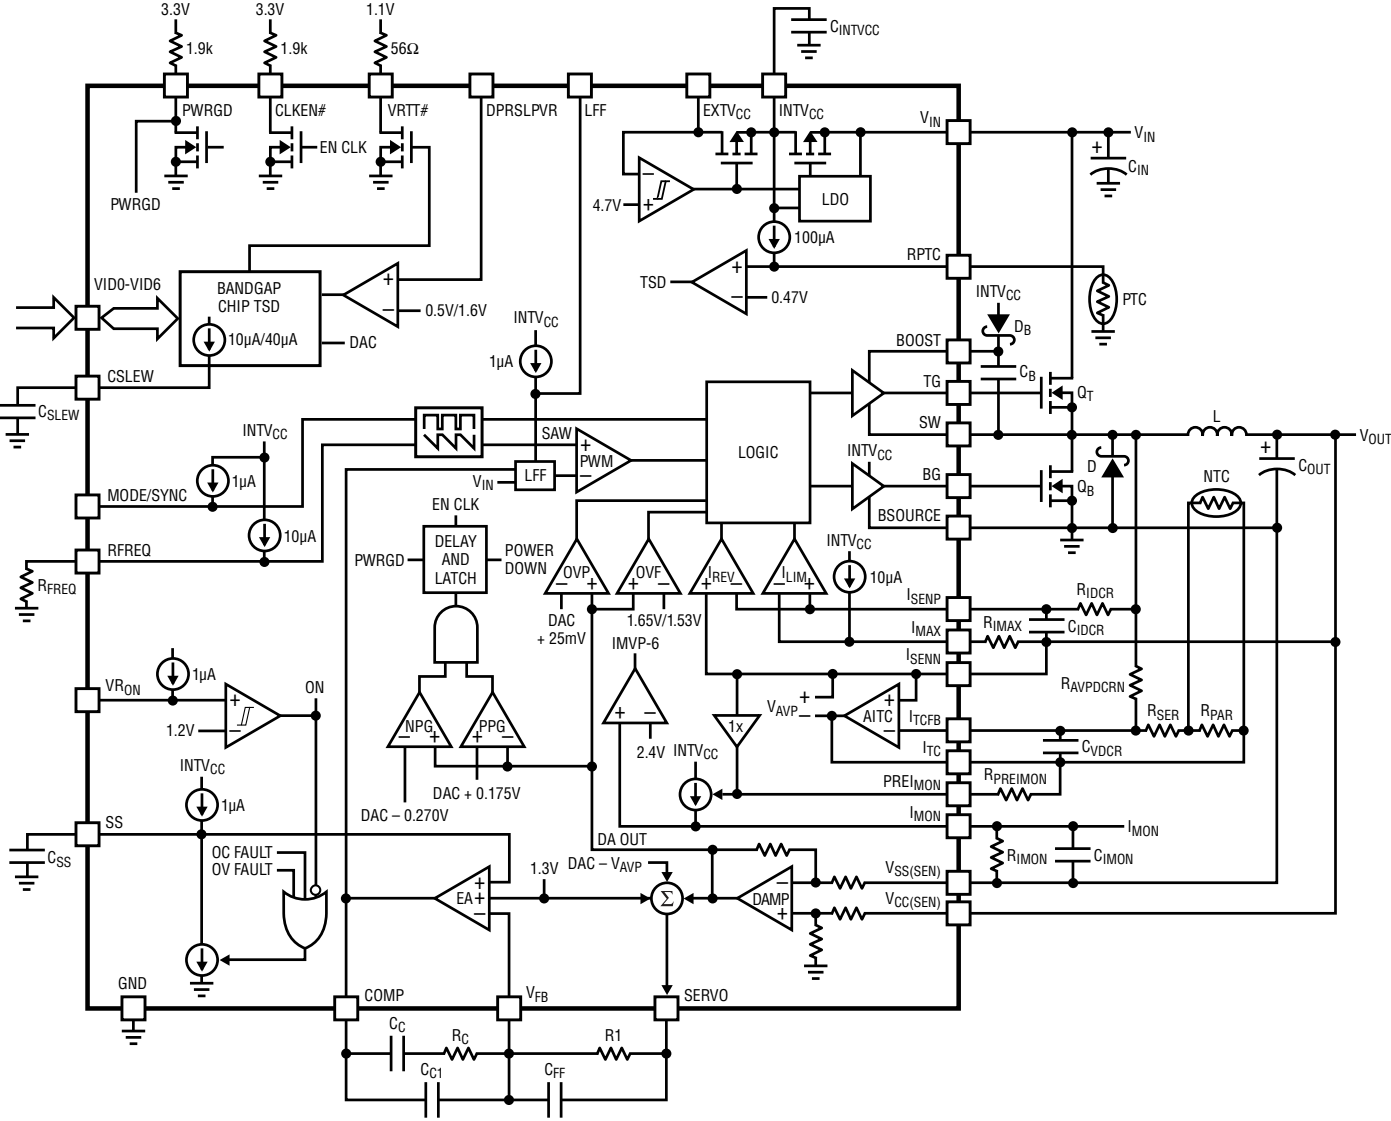 3.3V
3.3V
1.1V
1.9k
1.9k
56Ω
CINTVCC
PWRGD
CLKEN#
VRTT#
DPRSLPVR
LFF
EXTVCC
INTVCC
VIN
VIN
+
CIN
EN CLK
PWRGD
−
4.7V
+
LDO
100µA
RPTC
TSD
+
−
0.47V
PTC
VID0-VID6
BANDGAP
CHIP TSD
10µA/40µA
+
−
0.5V/1.6V
DAC
INTVCC
1µA
INTVCC
DB
BOOST
CB
TG
QT
SW
CSLEW
CSLEW
INTVCC
1µA
MODE/SYNC
10µA
RFREQ
RFREQ
SAW
+
PWM
−
VIN
LFF
LOGIC
INTVCC
BG
QB
BSOURCE
D
L
VOUT
+
COUT
NTC
EN CLK
PWRGD
DELAY
AND
LATCH
POWER
DOWN
OVP
− +
OVF
+ −
IREV
+ −
ILIM
− +
INTVCC
10µA
DAC
+ 25mV
1.65V/1.53V
ISENP
RIDCR
IMAX
RIMAX
CIDCR
ISENN
RAVPDCRN
IMVP-6
+ −
2.4V
VAVP
+
−
AITC
+
−
ITCFB
RSER
RPAR
ITC
CVDCR
1x
INTVCC
PREIMON
RPREIMON
IMON
IMON
RIMON
CIMON
VRON
1µA
+
−
1.2V
ON
NPG
− +
PPG
+ −
DAC − 0.270V
DAC + 0.175V
INTVCC
1µA
SS
CSS
OC FAULT
OV FAULT
DA OUT
DAC − VAVP
1.3V
+
EA+
−
Σ
−
DAMP
+
VSS(SEN)
VCC(SEN)
GND
COMP
VFB
SERVO
CC
RC
R1
CC1
CFF